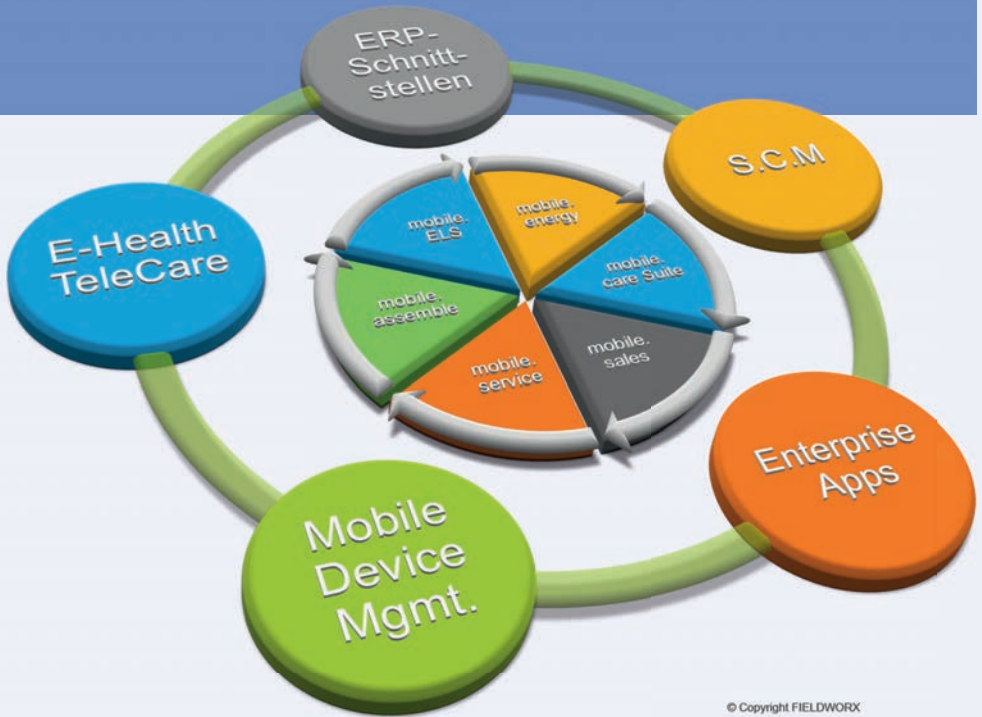 ERP-
Schnitt-
stellen
S.C.M
Enterprise
Apps
Mobile
Device
Mgmt.
E-Health
TeleCare
mobile.
ELS
mobile.
energy
mobile.
care Suite
mobile.
sales
mobile.
service
mobile.
assemble
© Copyright FIELDWORX